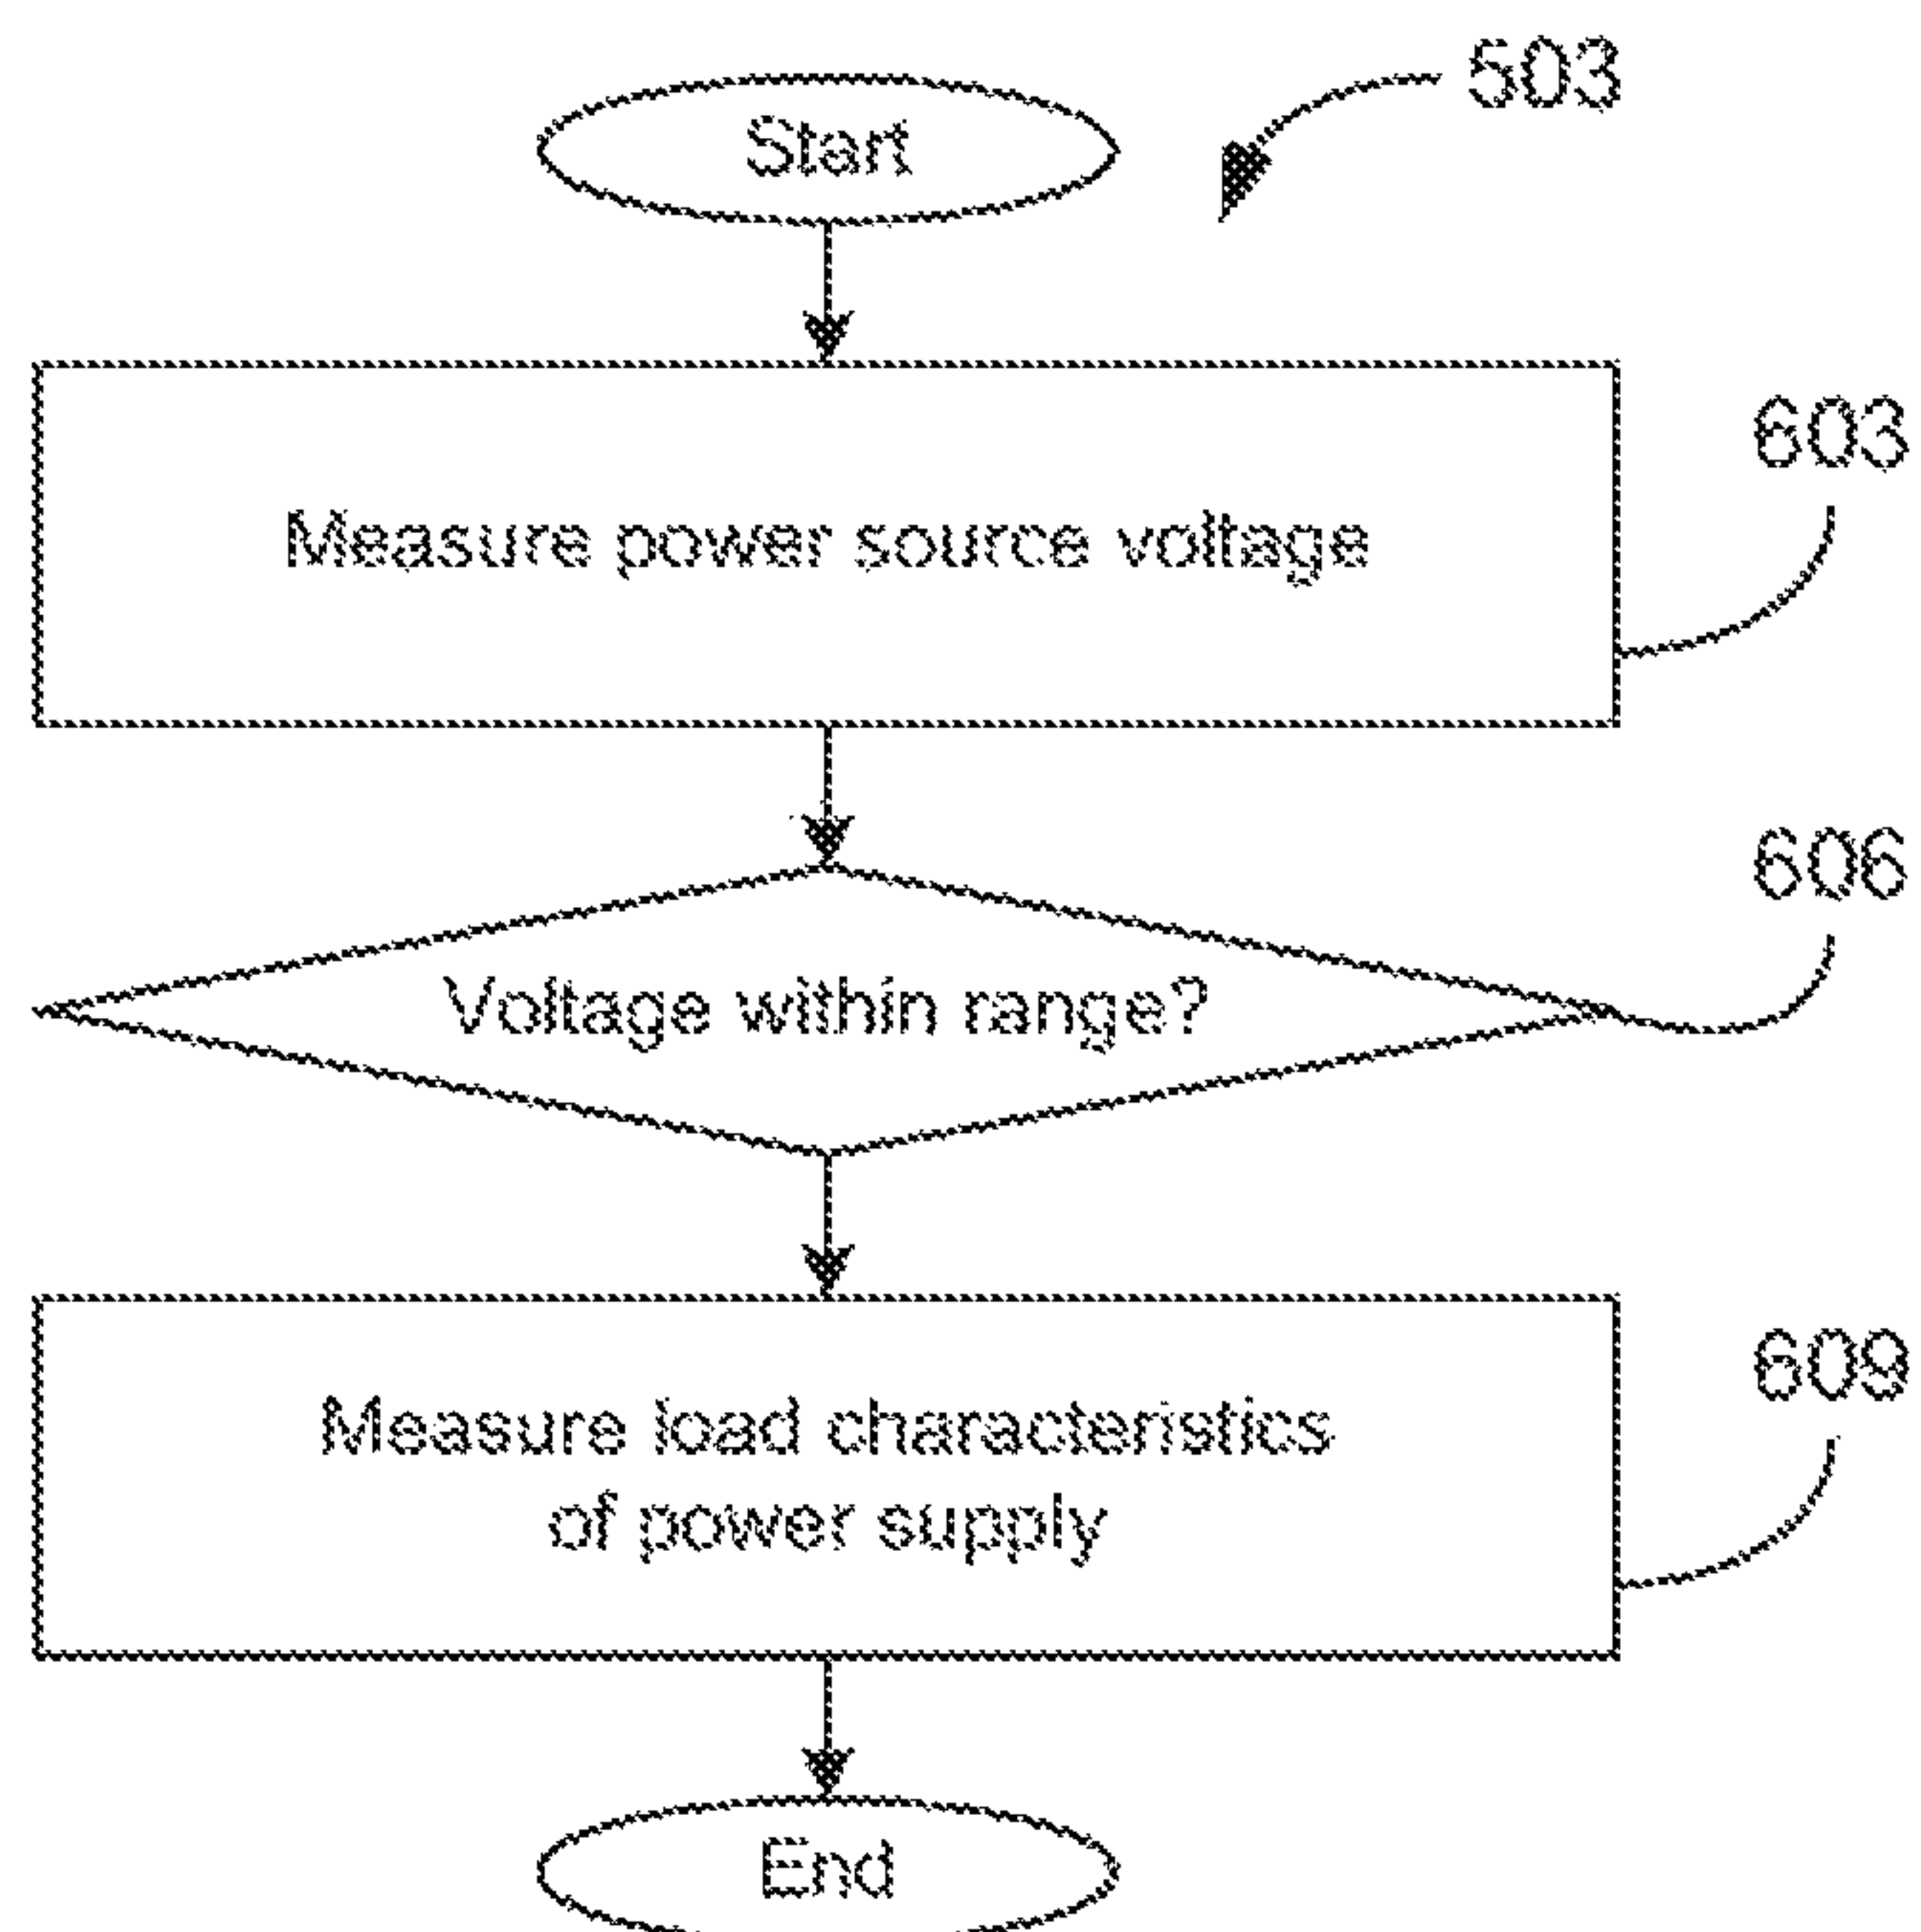 503
Start
603
Measure power source voltage
606
Voltage within range?
609
Measure load characteristics
of power supply
End